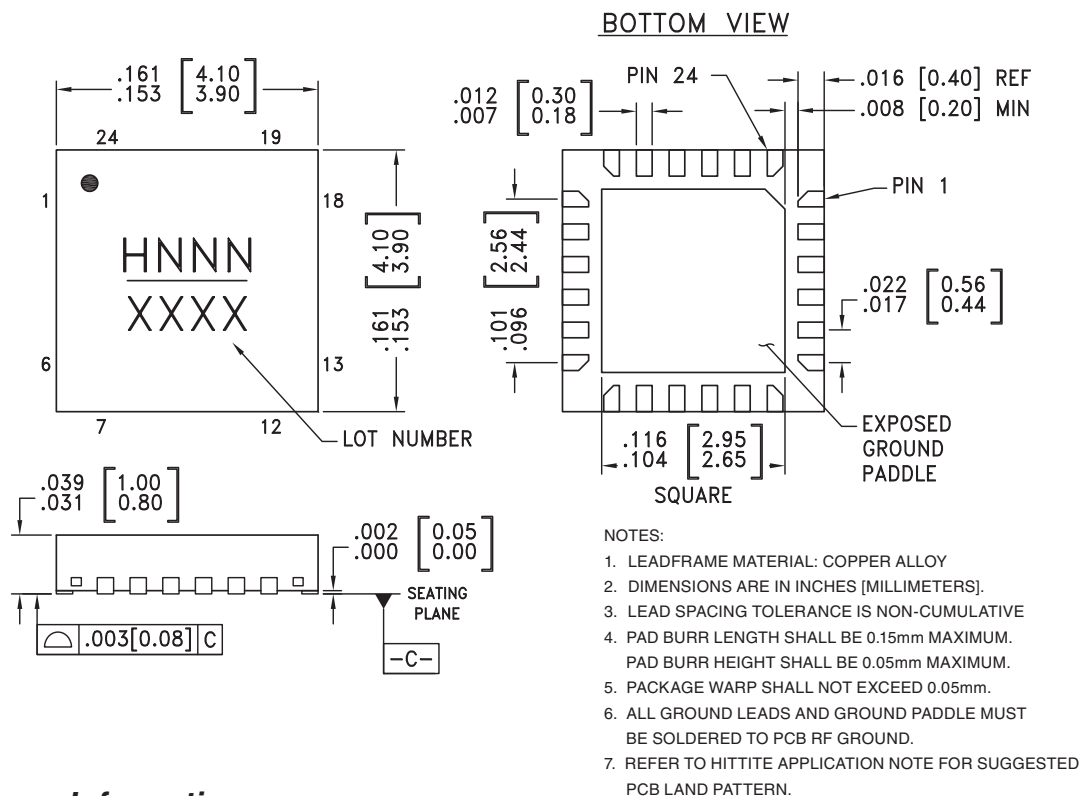 BOTTOM VIEW
.161 [4.10]
.153 [3.90]
24 19
1 18
HNNN
XXXX
6 13
7 12
LOT NUMBER
.161 [4.10]
.153 [3.90]
PIN 24
.012 [0.30]
.007 [0.18]
.016 [0.40] REF
.008 [0.20] MIN
PIN 1
.101 [2.56]
.096 [2.44]
.022 [0.56]
.017 [0.44]
.116 [2.95]
.104 [2.65]
SQUARE
EXPOSED
GROUND
PADDLE
.039 [1.00]
.031 [0.80]
.002 [0.05]
.000 [0.00]
SEATING
PLANE
.003[0.08] C
-C-
NOTES:
1. LEADFRAME MATERIAL: COPPER ALLOY
2. DIMENSIONS ARE IN INCHES [MILLIMETERS].
3. LEAD SPACING TOLERANCE IS NON-CUMULATIVE
4. PAD BURR LENGTH SHALL BE 0.15mm MAXIMUM.
PAD BURR HEIGHT SHALL BE 0.05mm MAXIMUM.
5. PACKAGE WARP SHALL NOT EXCEED 0.05mm.
6. ALL GROUND LEADS AND GROUND PADDLE MUST
BE SOLDERED TO PCB RF GROUND.
7. REFER TO HITTITE APPLICATION NOTE FOR SUGGESTED
PCB LAND PATTERN.